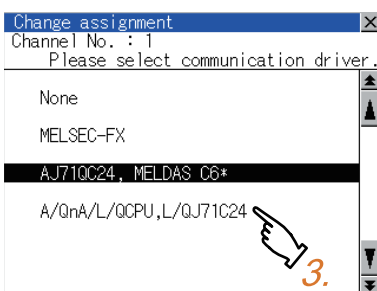 Change assignment
Channel No. : 1
Please select communication driver.
None
MELSEC-FX
AJ71QC24, MELDAS C6*
A/QnA/L/QCPU,L/QJ71C24
3.